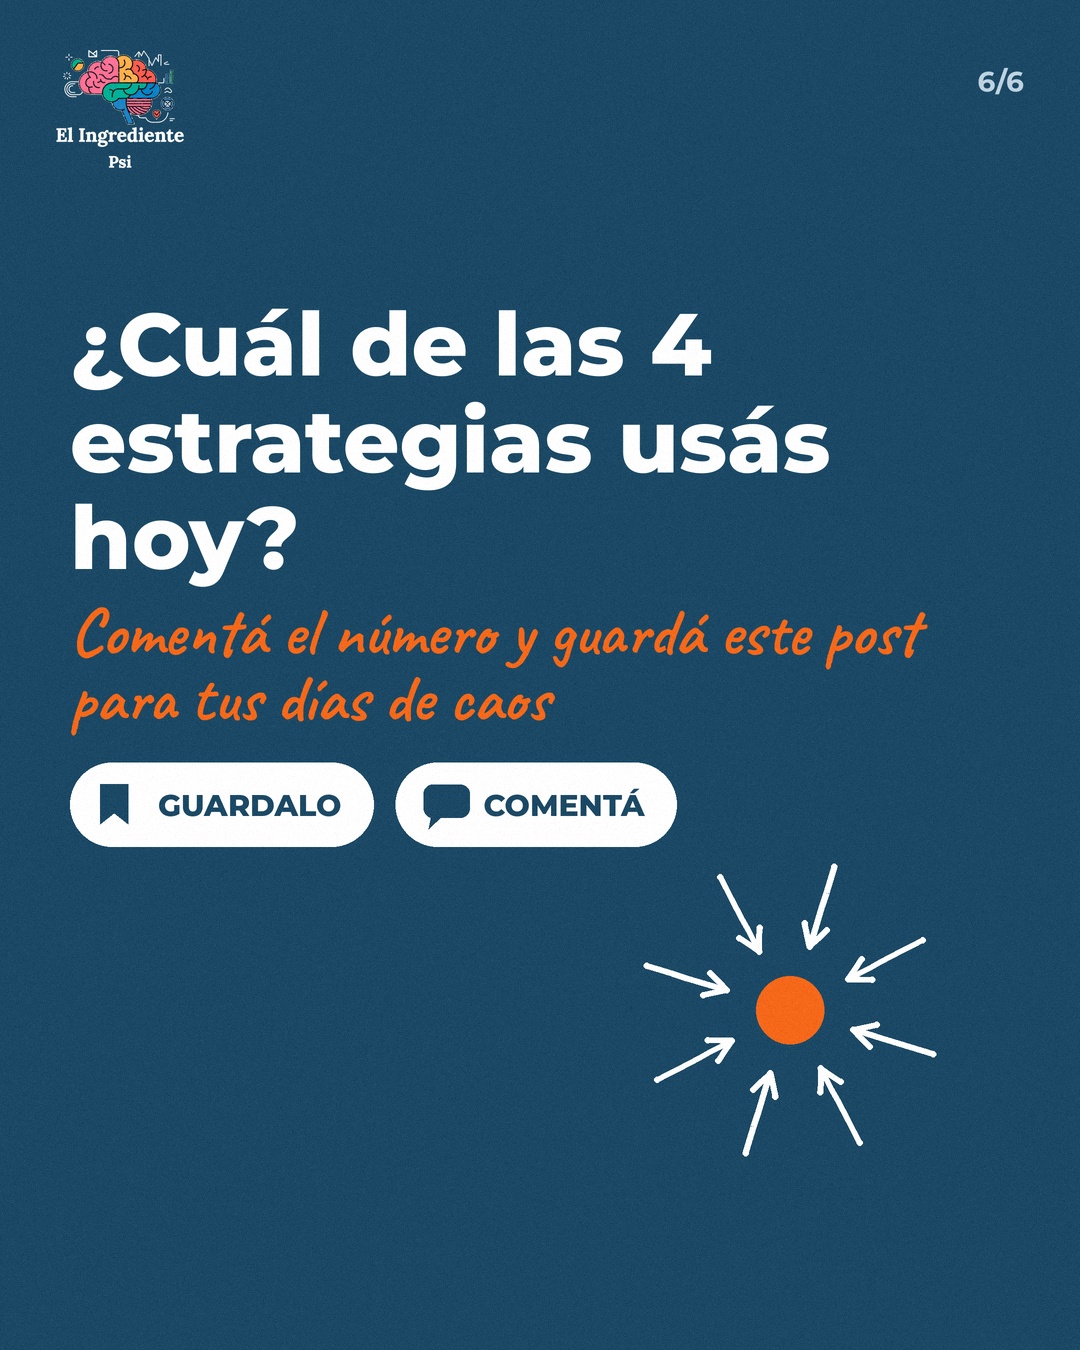 El Ingrediente
Psi
6/6
¿Cuál de las 4
estrategias usás
hoy?
Comentá el número y guardá este post
para tus días de caos
GUARDALO
COMENTÁ